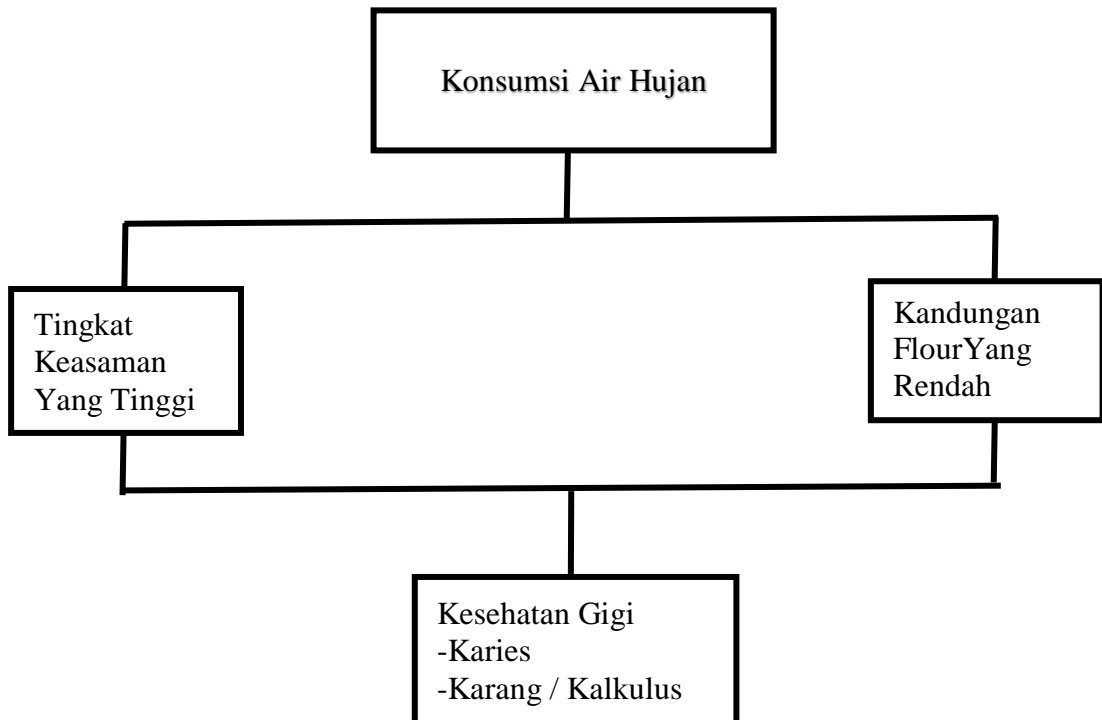 Konsumsi Air Hujan
Tingkat
Keasaman
Yang Tinggi
Kandungan
FlourYang
Rendah
Kesehatan Gigi
-Karies
-Karang / Kalkulus